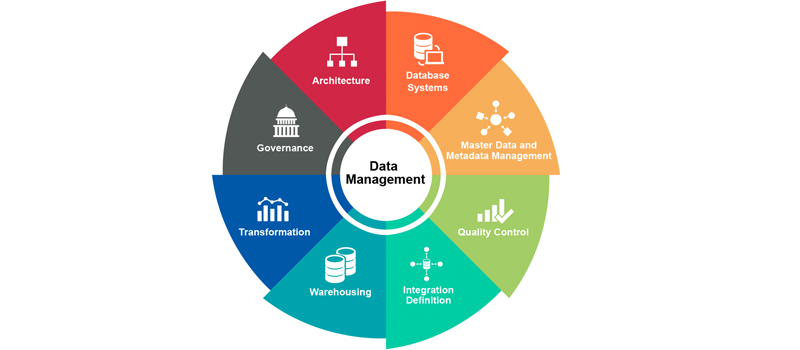 Architecture
Database
Systems
Master Data and
Metadata Management
Quality Control
Integration
Definition
Warehousing
Transformation
Governance
Data
Management